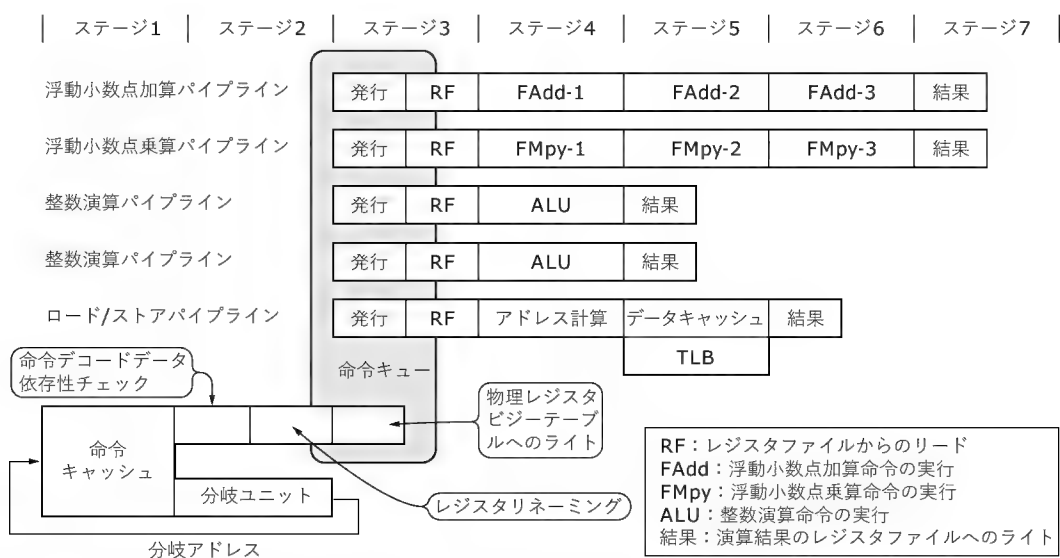 ステージ1 ステージ2 ステージ3 ステージ4 ステージ5 ステージ6 ステージ7
浮動小数点加算パイプライン 発行 RF FAdd-1 FAdd-2 FAdd-3 結果
浮動小数点乗算パイプライン 発行 RF FMpy-1 FMpy-2 FMpy-3 結果
整数演算パイプライン 発行 RF ALU 結果
整数演算パイプライン 発行 RF ALU 結果
ロード/ストアパイプライン 発行 RF アドレス計算 データキャッシュ 結果
TLB
命令キュー
命令デコードデータ
依存性チェック
物理レジスタ
ビジーテーブ
ルへのライト
命令
キャッシュ
分岐ユニット
レジスタリネーミング
分岐アドレス
RF:レジスタファイルからのリード
FAdd:浮動小数点加算命令の実行
FMpy:浮動小数点乗算命令の実行
ALU:整数演算命令の実行
結果:演算結果のレジスタファイルへのライト